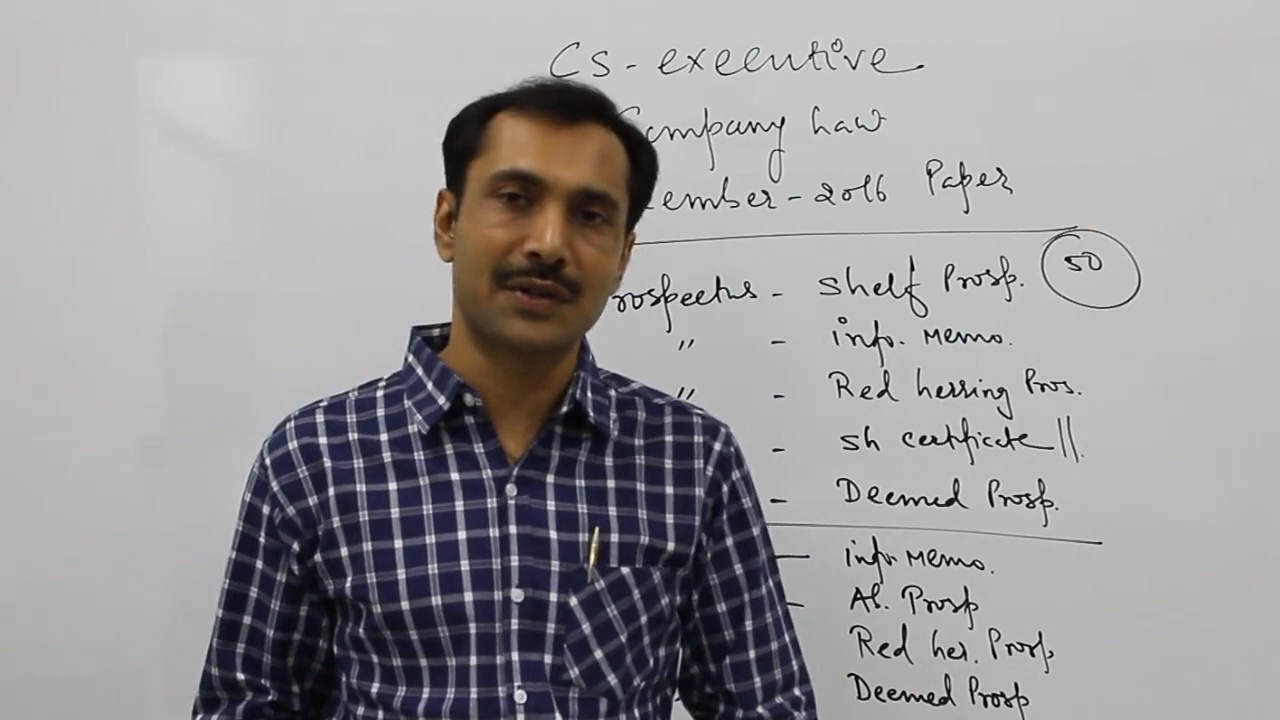 CS-executive
Company Law
ember-2016 Paper
rospectus - Shelf Prosp. 50
" - info. Memo.
" - Red herring Pros.
- Sh certificate
- Deemed Prosp.
- info Memo.
- Ab. Prosp
Red her. Prosp
Deemed Prosp